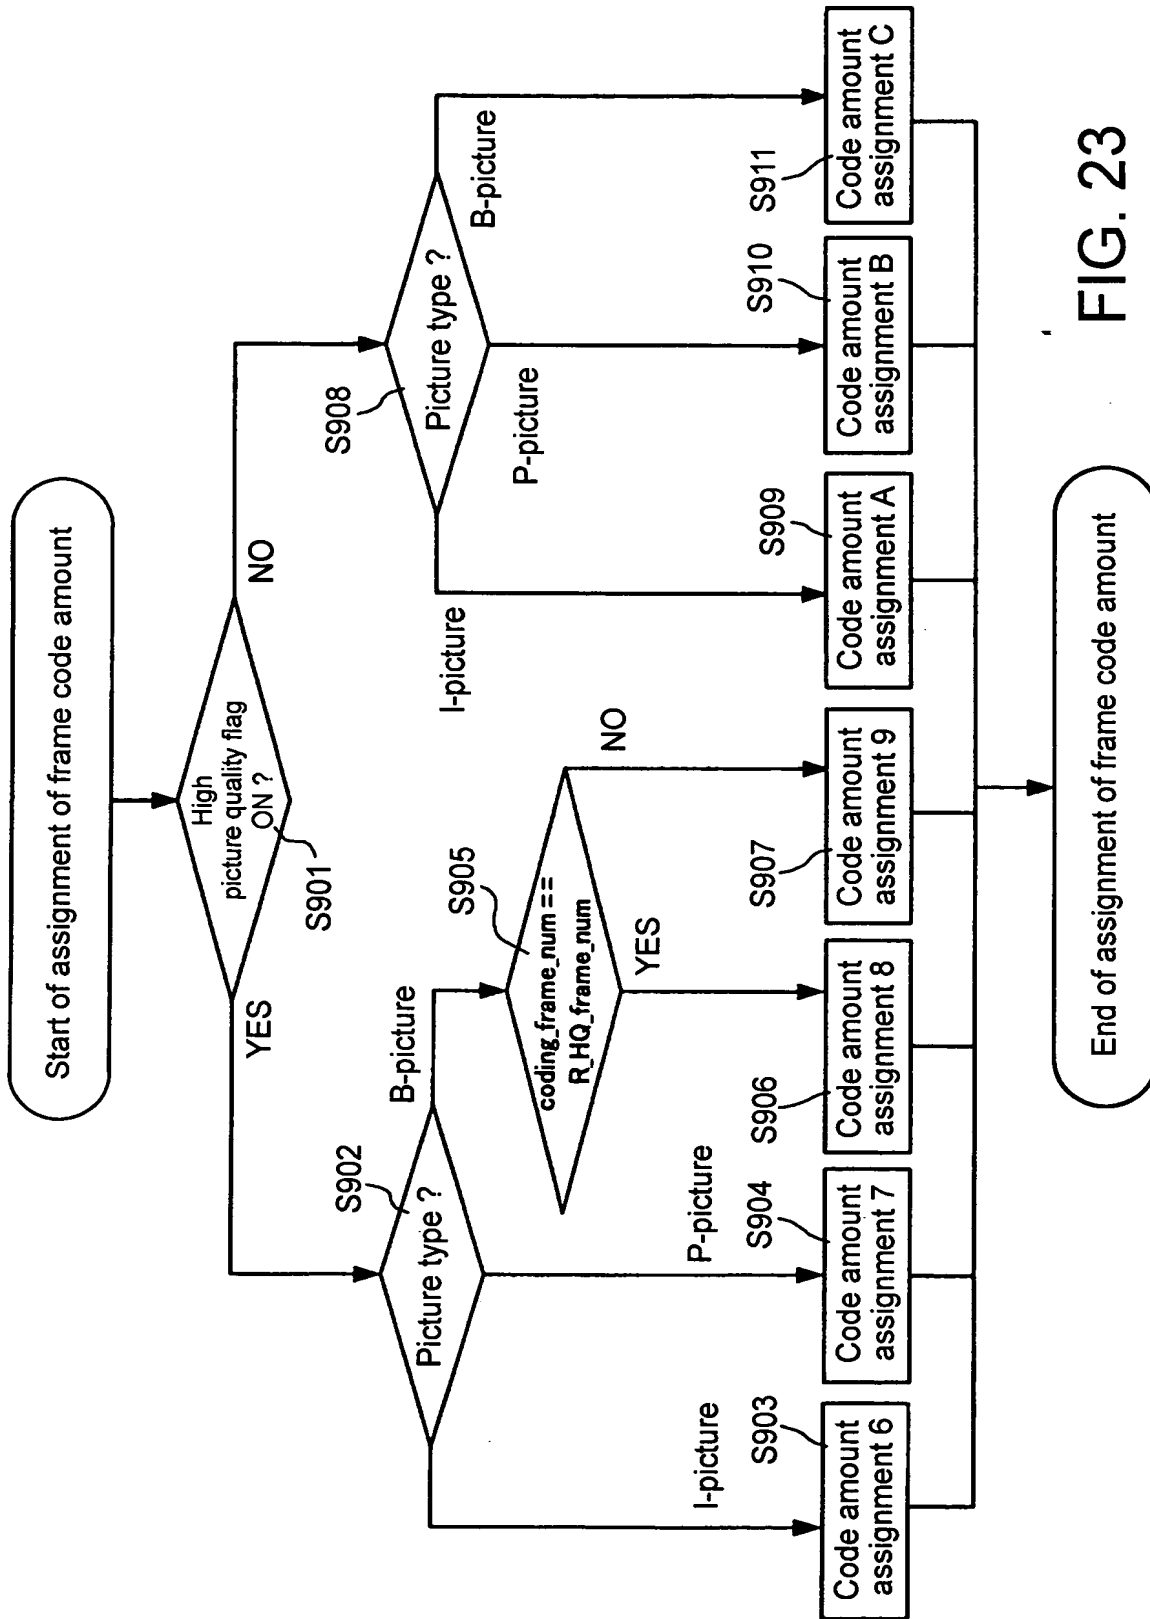 Start of assignment of frame code amount
High
picture quality flag
ON ?
S901
YES
NO
S902
Picture type ?
I-picture
P-picture
B-picture
S905
coding_frame_num ==
R_HQ_frame_num
YES
NO
S908
Picture type ?
I-picture
P-picture
B-picture
S903
Code amount
assignment 6
S904
Code amount
assignment 7
S906
Code amount
assignment 8
S907
Code amount
assignment 9
S909
Code amount
assignment A
S910
Code amount
assignment B
S911
Code amount
assignment C
End of assignment of frame code amount
FIG. 23